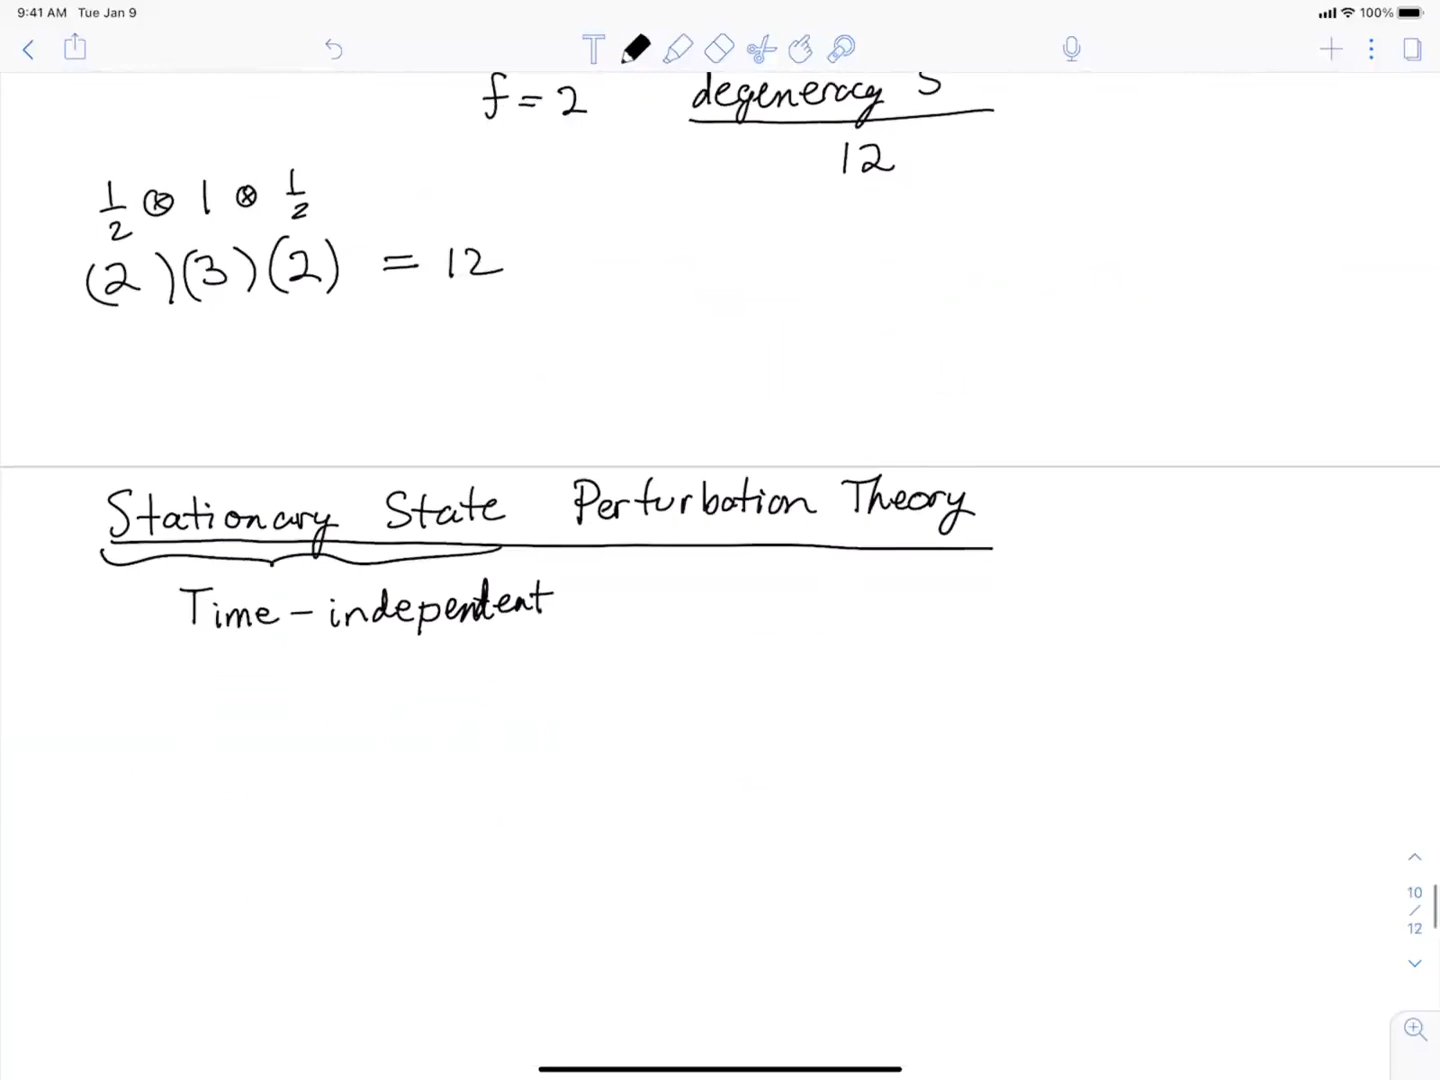 9:41 AM Tue Jan 9 100%
f = 2 degeneracy 5
12
1/2 ⊗ 1 ⊗ 1/2
(2)(3)(2) = 12
Stationary State Perturbation Theory
Time - independent
10
/
12